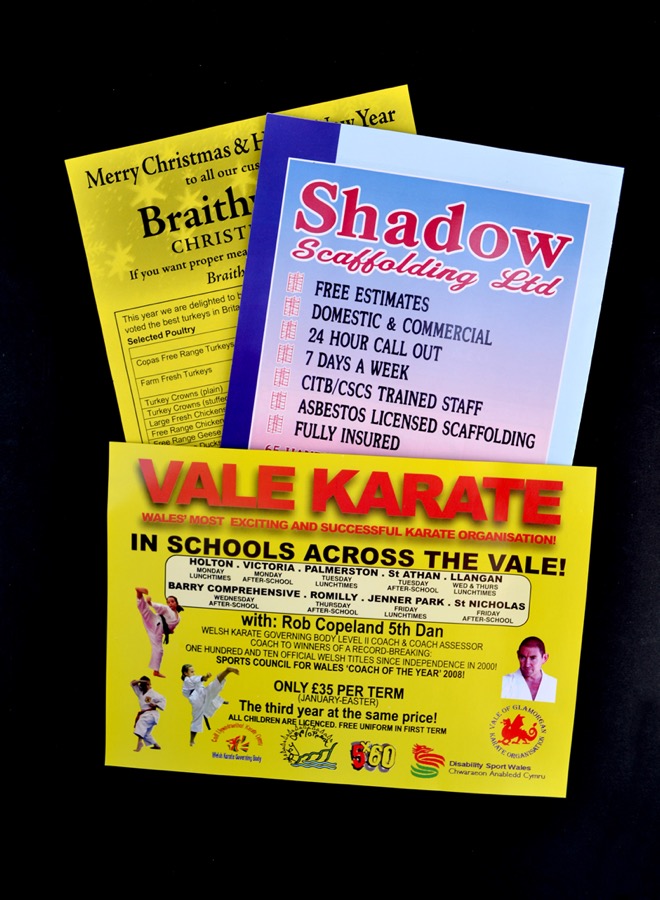 Merry Christmas & H
w Year
to all our cus
Braithw
CHRIST
If you want proper mea
Braith
This year we are delighted to b
voted the best turkeys in Brita
Selected Poultry
Copas Free Range Turkeys
Farm Fresh Turkeys
Turkey Crowns (plain)
Turkey Crowns (stuffed
Large Fresh Chickens
Free Range Chicken
Free Range Geese
Duck
Shadow
Scaffolding Ltd
FREE ESTIMATES
DOMESTIC & COMMERCIAL
24 HOUR CALL OUT
7 DAYS A WEEK
CITB/CSCS TRAINED STAFF
ASBESTOS LICENSED SCAFFOLDING
FULLY INSURED
VALE KARATE
WALES' MOST EXCITING AND SUCCESSFUL KARATE ORGANISATION!
IN SCHOOLS ACROSS THE VALE!
HOLTON . VICTORIA . PALMERSTON . St ATHAN . LLANGAN
MONDAY MONDAY TUESDAY TUESDAY WED & THURS
LUNCHTIMES AFTER-SCHOOL LUNCHTIMES AFTER-SCHOOL LUNCHTIMES
BARRY COMPREHENSIVE . ROMILLY . JENNER PARK . St NICHOLAS
WEDNESDAY THURSDAY FRIDAY FRIDAY
AFTER-SCHOOL AFTER-SCHOOL LUNCHTIMES AFTER-SCHOOL
with: Rob Copeland 5th Dan
WELSH KARATE GOVERNING BODY LEVEL II COACH & COACH ASSESSOR
COACH TO WINNERS OF A RECORD-BREAKING:
ONE HUNDRED AND TEN OFFICIAL WELSH TITLES SINCE INDEPENDENCE IN 2000!
SPORTS COUNCIL FOR WALES 'COACH OF THE YEAR' 2008!
ONLY £35 PER TERM
(JANUARY-EASTER)
The third year at the same price!
ALL CHILDREN ARE LICENCED. FREE UNIFORM IN FIRST TERM
Welsh Karate Governing Body
5x60
Disability Sport Wales
Chwaraeon Anabledd Cymru
VALE OF GLAMORGAN
KARATE ORGANISATION